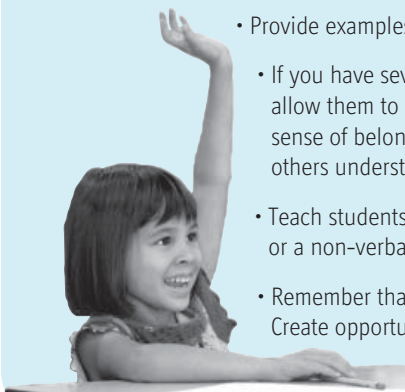 • Provide examples
• If you have sev
allow them to
sense of belon
others underst
• Teach students
or a non-verba
• Remember tha
Create opportu